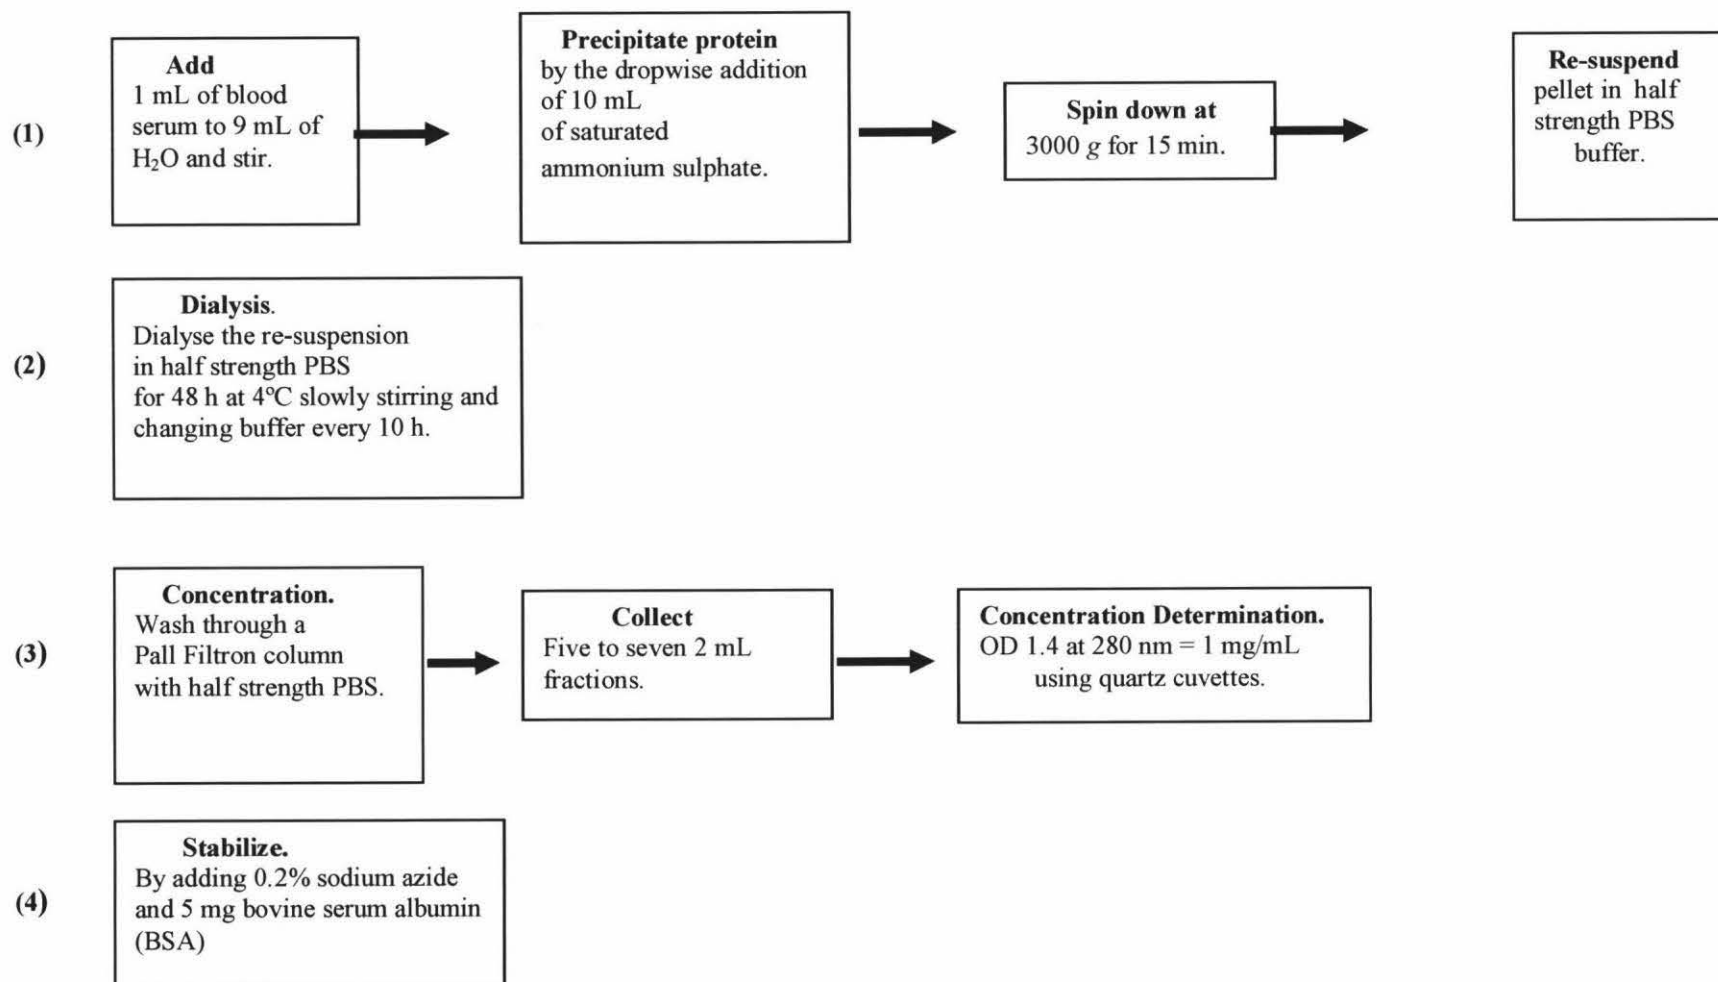 (1)
Add
1 mL of blood
serum to 9 mL of
H₂O and stir.
Precipitate protein
by the dropwise addition
of 10 mL
of saturated
ammonium sulphate.
Spin down at
3000 g for 15 min.
Re-suspend
pellet in half
strength PBS
buffer.
(2)
Dialysis.
Dialyse the re-suspension
in half strength PBS
for 48 h at 4ºC slowly stirring and
changing buffer every 10 h.
(3)
Concentration.
Wash through a
Pall Filtron column
with half strength PBS.
Collect
Five to seven 2 mL
fractions.
Concentration Determination.
OD 1.4 at 280 nm = 1 mg/mL
using quartz cuvettes.
(4)
Stabilize.
By adding 0.2% sodium azide
and 5 mg bovine serum albumin
(BSA)